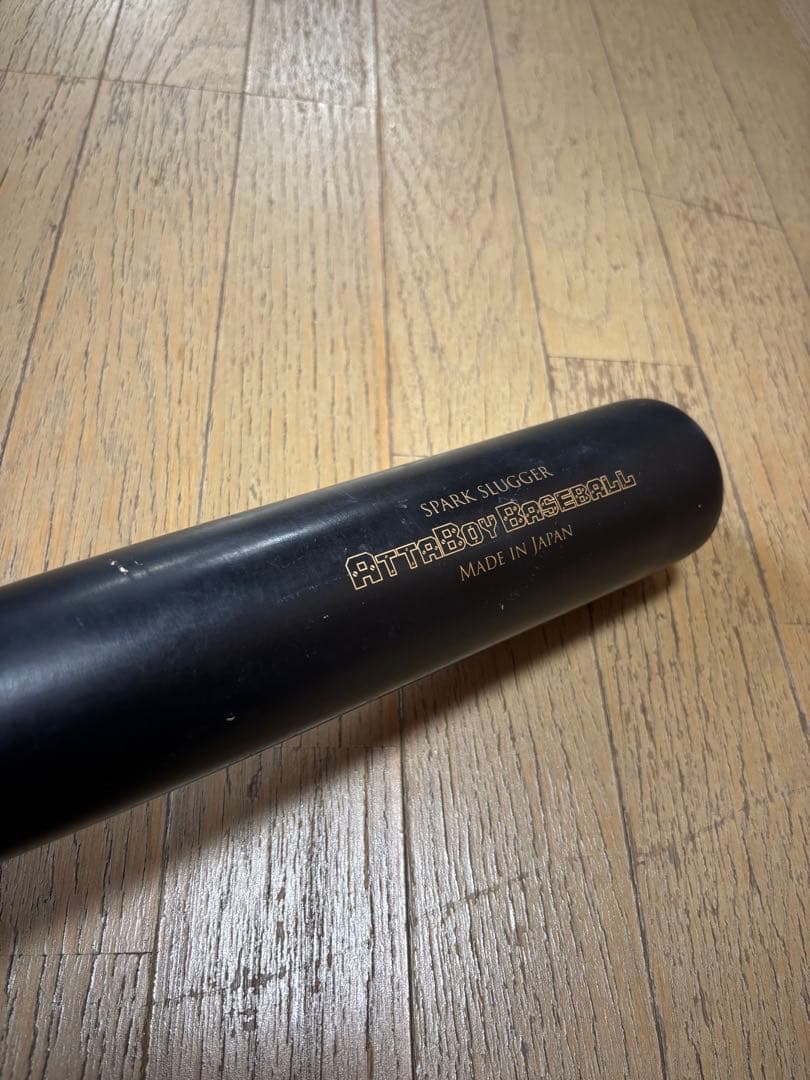 SPARK SLUGGER
ATTABOY BASEBALL
MADE IN JAPAN